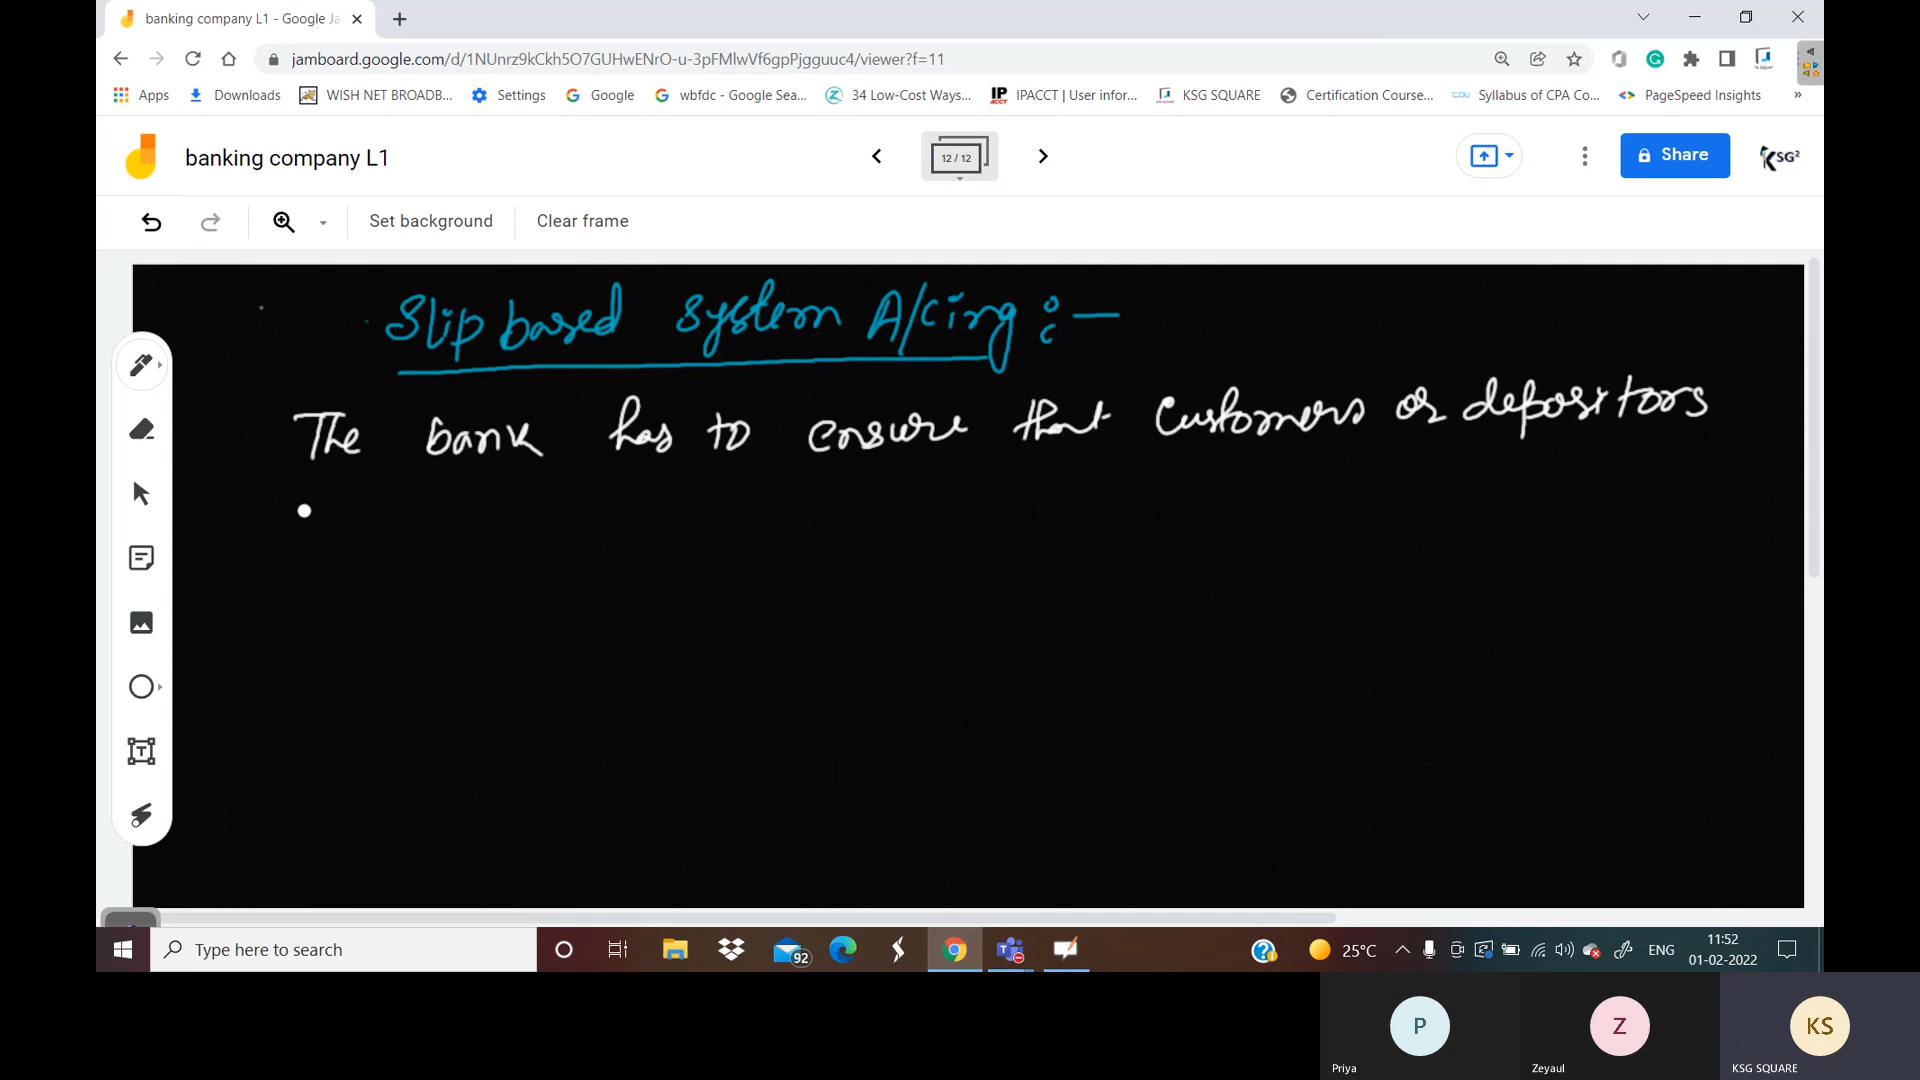 banking company L1 - Google Ja
jamboard.google.com/d/1NUnrz9kCkh5O7GUHwENrO-u-3pFMlwVf6gpPjgguuc4/viewer?f=11
Apps Downloads WISH NET BROADB... Settings Google wbfdc - Google Sea... 34 Low-Cost Ways... IPACCT | User infor... KSG SQUARE Certification Course... Syllabus of CPA Co... PageSpeed Insights »
banking company L1 12 / 12 Share KSG²
Set background Clear frame
Slip based system A/cing :-
The bank has to ensure that Customers or depositors
Type here to search 92 25°C ENG 11:52
01-02-2022
P Z KS
Priya Zeyaul KSG SQUARE